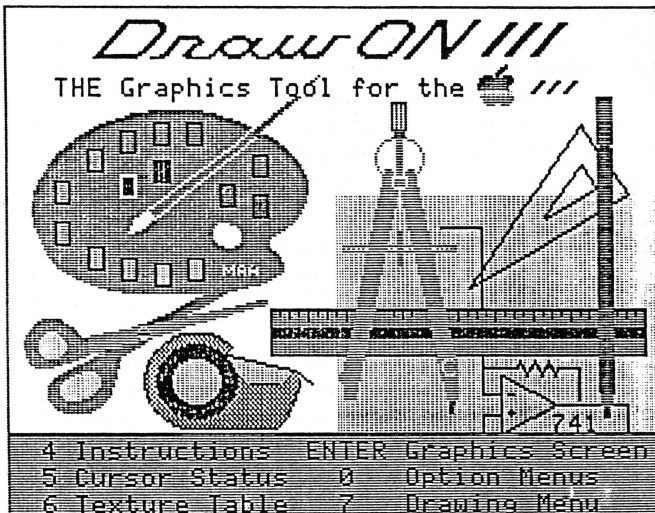 Draw ON III
THE Graphics Tool for the ///
MAW
741
4 Instructions ENTER Graphics Screen
5 Cursor Status 0 Option Menus
6 Texture Table 7 Drawing Menu